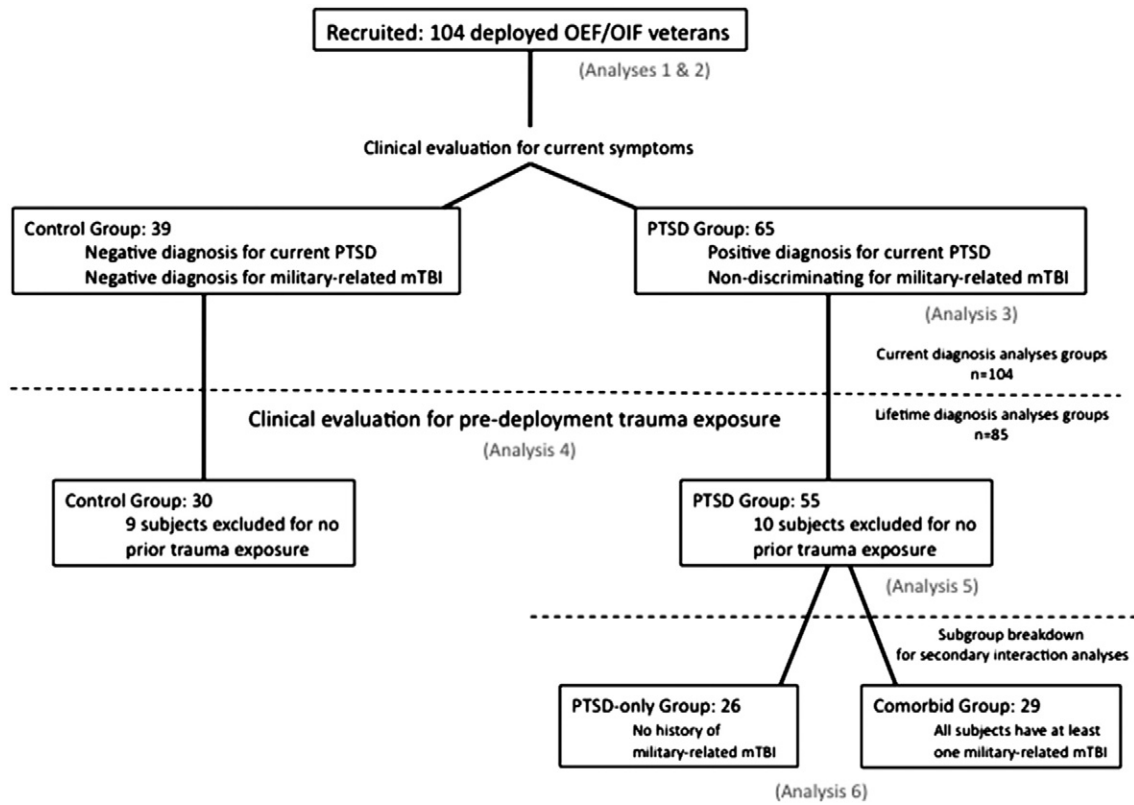 Recruited: 104 deployed OEF/OIF veterans
(Analyses 1 & 2)
Clinical evaluation for current symptoms
Control Group: 39
Negative diagnosis for current PTSD
Negative diagnosis for military-related mTBI
PTSD Group: 65
Positive diagnosis for current PTSD
Non-discriminating for military-related mTBI
(Analysis 3)
Current diagnosis analyses groups
n=104
Clinical evaluation for pre-deployment trauma exposure
(Analysis 4)
Lifetime diagnosis analyses groups
n=85
Control Group: 30
9 subjects excluded for no
prior trauma exposure
PTSD Group: 55
10 subjects excluded for no
prior trauma exposure
(Analysis 5)
Subgroup breakdown
for secondary interaction analyses
PTSD-only Group: 26
No history of
military-related mTBI
Comorbid Group: 29
All subjects have at least
one military-related mTBI
(Analysis 6)